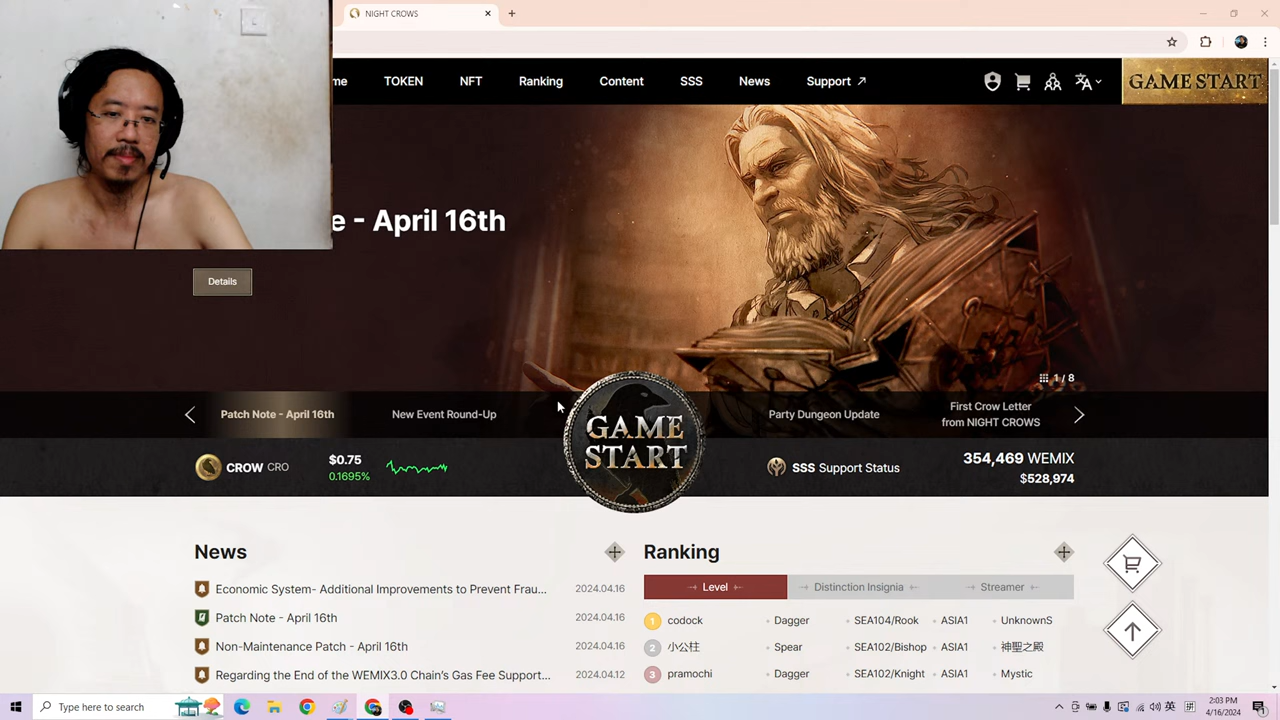 NIGHT CROWS
me
TOKEN
NFT
Ranking
Content
SSS
News
Support
GAME START
e - April 16th
Details
1 / 8
Patch Note - April 16th
New Event Round-Up
GAME
START
Party Dungeon Update
First Crow Letter
from NIGHT CROWS
CROW CRO
$0.75
0.1695%
SSS Support Status
354,469 WEMIX
$528,974
News
Economic System- Additional Improvements to Prevent Frau...
2024.04.16
Patch Note - April 16th
2024.04.16
Non-Maintenance Patch - April 16th
2024.04.16
Regarding the End of the WEMIX3.0 Chain's Gas Fee Support...
2024.04.12
Ranking
Level
Distinction Insignia
Streamer
1 codock Dagger SEA104/Rook ASIA1 UnknownS
2 小公柱 Spear SEA102/Bishop ASIA1 神聖之殿
3 pramochi Dagger SEA102/Knight ASIA1 Mystic
Type here to search
英
拼
2:03 PM
4/16/2024